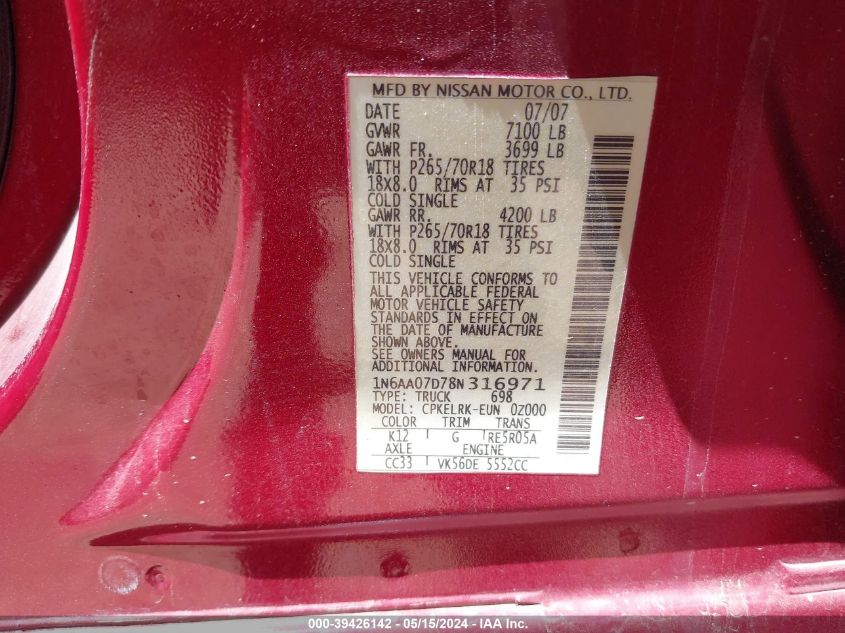 MFD BY NISSAN MOTOR CO., LTD.
DATE 07/07
GVWR 7100 LB
GAWR FR. 3699 LB
WITH P265/70R18 TIRES
18X8.0 RIMS AT 35 PSI
COLD SINGLE
GAWR RR. 4200 LB
WITH P265/70R18 TIRES
18X8.0 RIMS AT 35 PSI
COLD SINGLE
THIS VEHICLE CONFORMS TO
ALL APPLICABLE FEDERAL
MOTOR VEHICLE SAFETY
STANDARDS IN EFFECT ON
THE DATE OF MANUFACTURE
SHOWN ABOVE.
SEE OWNERS MANUAL FOR
ADDITIONAL INFORMATION.
1N6AA07D78N316971
TYPE: TRUCK 698
MODEL: CPKELRK-EUN 0Z000
COLOR TRIM TRANS
K12 G RE5R05A
AXLE ENGINE
CC33 VK56DE 5552CC
000-39426142 - 05/15/2024 - IAA Inc.